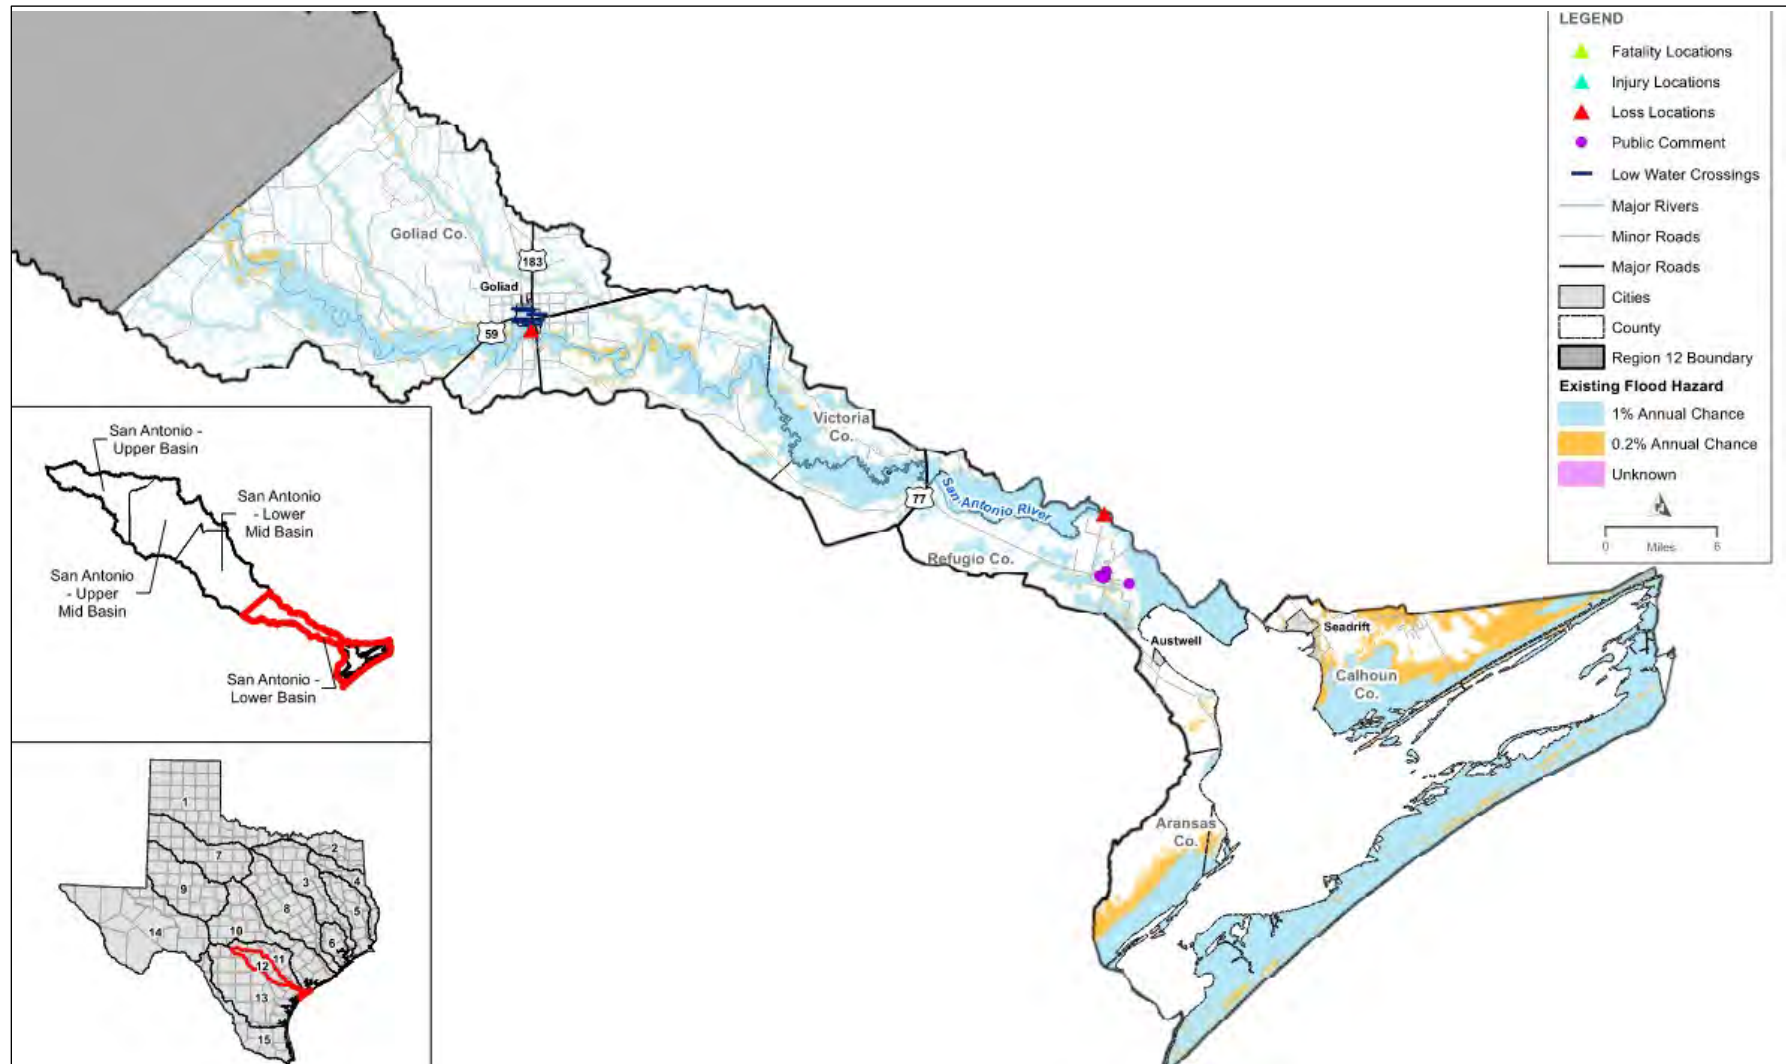 LEGEND
Fatality Locations
Injury Locations
Loss Locations
Public Comment
Low Water Crossings
Major Rivers
Minor Roads
Major Roads
Cities
County
Region 12 Boundary
Existing Flood Hazard
1% Annual Chance
0.2% Annual Chance
Unknown
0
Miles
6
Goliad Co.
183
Goliad
59
Victoria
Co.
77
San Antonio River
Refugio Co.
Austwell
Seadrift
Calhoun
Co.
Aransas
Co.
San Antonio -
Upper Basin
San Antonio
- Lower
Mid Basin
San Antonio
- Upper
Mid Basin
San Antonio -
Lower Basin
1
2
7
3
4
9
8
5
14
10
6
11
12
13
15